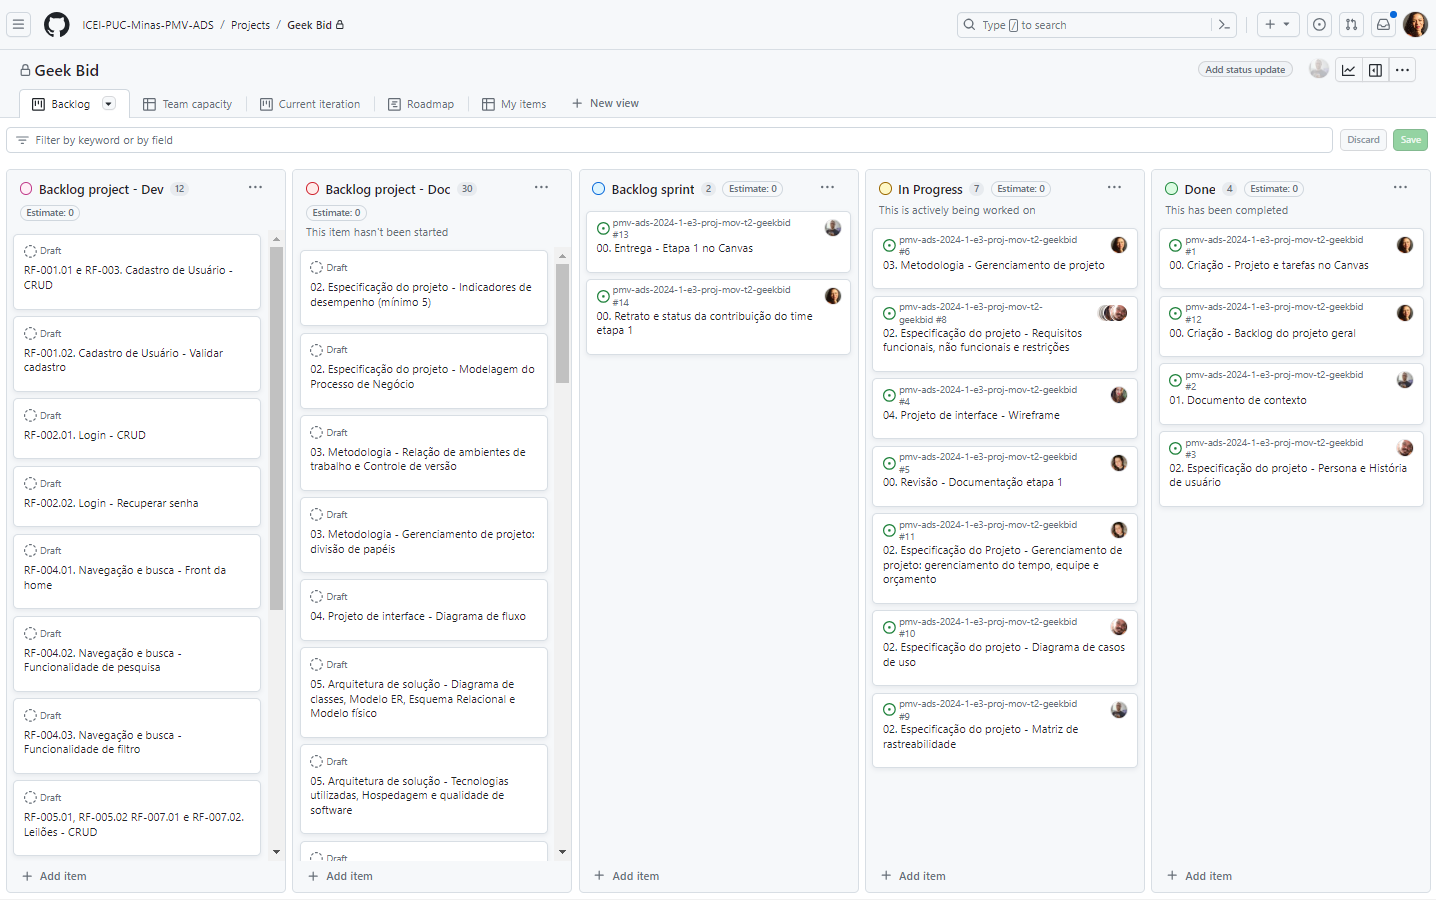 ICEI-PUC-Minas-PMV-ADS / Projects / Geek Bid
Type / to search
Geek Bid
Add status update
Backlog
Team capacity
Current iteration
Roadmap
My items
New view
Filter by keyword or by field
Discard
Save
Backlog project - Dev 12
Estimate: 0
Draft
RF-001.01 e RF-003. Cadastro de Usuário -
CRUD
Draft
RF-001.02. Cadastro de Usuário - Validar
cadastro
Draft
RF-002.01. Login - CRUD
Draft
RF-002.02. Login - Recuperar senha
Draft
RF-004.01. Navegação e busca - Front da
home
Draft
RF-004.02. Navegação e busca -
Funcionalidade de pesquisa
Draft
RF-004.03. Navegação e busca -
Funcionalidade de filtro
Draft
RF-005.01, RF-005.02 RF-007.01 e RF-007.02.
Leilões - CRUD
Add item
Backlog project - Doc 30
Estimate: 0
This item hasn't been started
Draft
02. Especificação do projeto - Indicadores de
desempenho (mínimo 5)
Draft
02. Especificação do projeto - Modelagem do
Processo de Negócio
Draft
03. Metodologia - Relação de ambientes de
trabalho e Controle de versão
Draft
03. Metodologia - Gerenciamento de projeto:
divisão de papéis
Draft
04. Projeto de interface - Diagrama de fluxo
Draft
05. Arquitetura de solução - Diagrama de
classes, Modelo ER, Esquema Relacional e
Modelo físico
Draft
05. Arquitetura de solução - Tecnologias
utilizadas, Hospedagem e qualidade de
software
Draft
Add item
Backlog sprint 2 Estimate: 0
pmv-ads-2024-1-e3-proj-mov-t2-geekbid
#13
00. Entrega - Etapa 1 no Canvas
pmv-ads-2024-1-e3-proj-mov-t2-geekbid
#14
00. Retrato e status da contribuição do time
etapa 1
Add item
In Progress 7 Estimate: 0
This is actively being worked on
pmv-ads-2024-1-e3-proj-mov-t2-geekbid
#6
03. Metodologia - Gerenciamento de projeto
pmv-ads-2024-1-e3-proj-mov-t2-
geekbid #8
02. Especificação do projeto - Requisitos
funcionais, não funcionais e restrições
pmv-ads-2024-1-e3-proj-mov-t2-geekbid
#4
04. Projeto de interface - Wireframe
pmv-ads-2024-1-e3-proj-mov-t2-geekbid
#5
00. Revisão - Documentação etapa 1
pmv-ads-2024-1-e3-proj-mov-t2-geekbid
#11
02. Especificação do Projeto - Gerenciamento de
projeto: gerenciamento do tempo, equipe e
orçamento
pmv-ads-2024-1-e3-proj-mov-t2-geekbid
#10
02. Especificação do projeto - Diagrama de casos
de uso
pmv-ads-2024-1-e3-proj-mov-t2-geekbid
#9
02. Especificação do projeto - Matriz de
rastreabilidade
Add item
Done 4 Estimate: 0
This has been completed
pmv-ads-2024-1-e3-proj-mov-t2-geekbid
#1
00. Criação - Projeto e tarefas no Canvas
pmv-ads-2024-1-e3-proj-mov-t2-geekbid
#12
00. Criação - Backlog do projeto geral
pmv-ads-2024-1-e3-proj-mov-t2-geekbid
#2
01. Documento de contexto
pmv-ads-2024-1-e3-proj-mov-t2-geekbid
#3
02. Especificação do projeto - Persona e História
de usuário
Add item